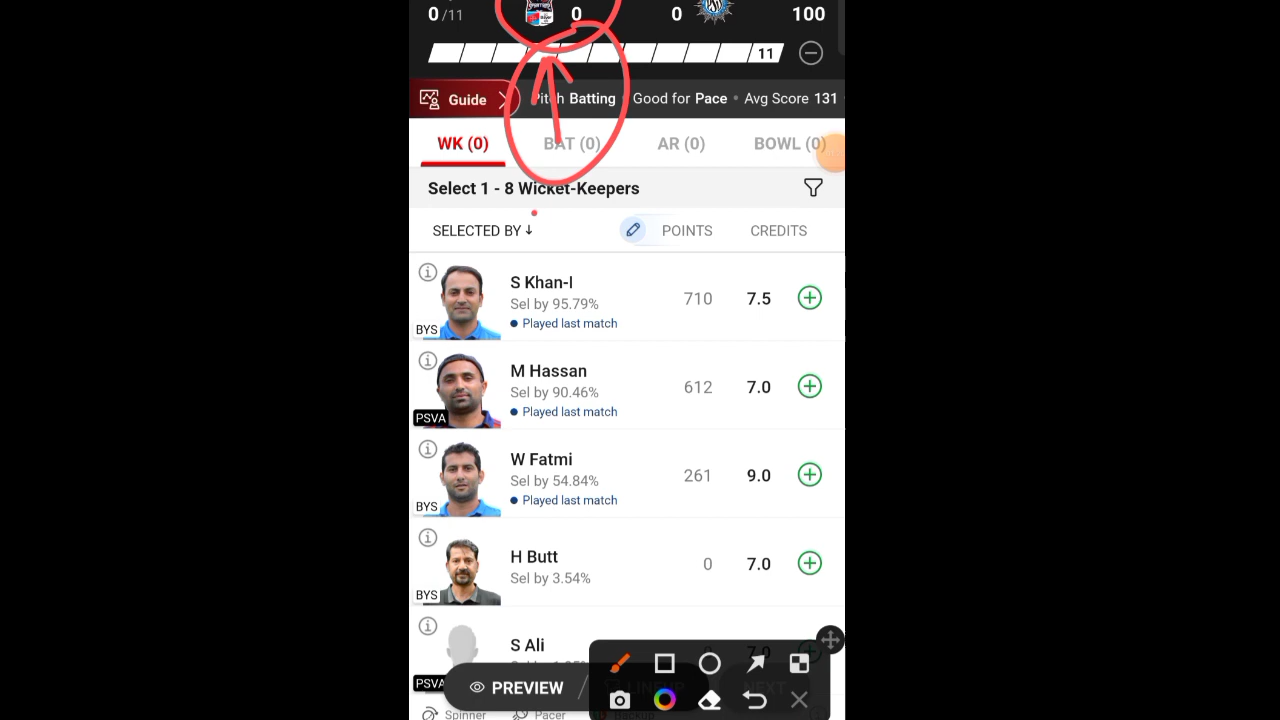 0 /11 0 0 100
11
Guide Pitch Batting Good for Pace • Avg Score 131
WK (0) BAT (0) AR (0) BOWL (0)
Select 1 - 8 Wicket-Keepers
SELECTED BY ↓ POINTS CREDITS
S Khan-I
Sel by 95.79% 710 7.5
BYS • Played last match
M Hassan
Sel by 90.46% 612 7.0
PSVA • Played last match
W Fatmi
Sel by 54.84% 261 9.0
BYS • Played last match
H Butt
Sel by 3.54% 0 7.0
BYS
S Ali
7.0
PSVA PREVIEW LINEUP NEXT
Spinner Pacer